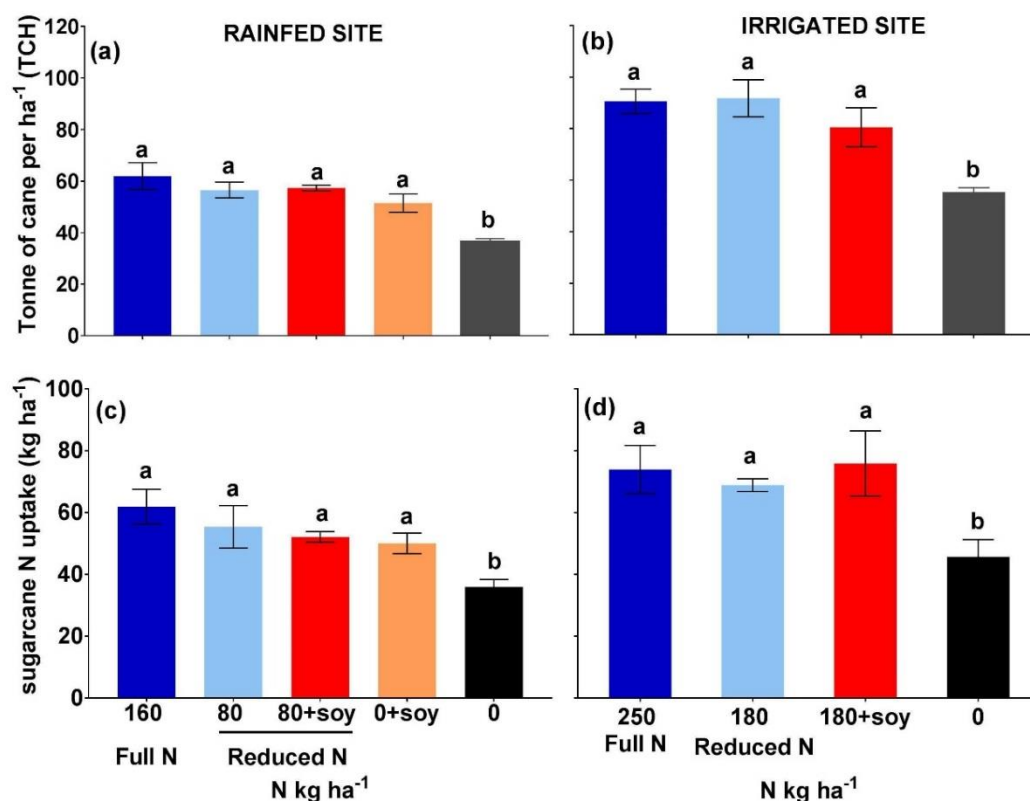 RAINFED SITE
IRRIGATED SITE
(a)
(b)
Tonne of cane per ha⁻¹ (TCH)
120
100
80
60
40
20
0
a
a
a
a
b
a
a
a
b
(c)
(d)
sugarcane N uptake (kg ha⁻¹)
100
80
60
40
20
0
a
a
a
a
b
a
a
a
b
160 80 80+soy 0+soy 0
250 180 180+soy 0
Full N Reduced N
Full N Reduced N
N kg ha⁻¹
N kg ha⁻¹